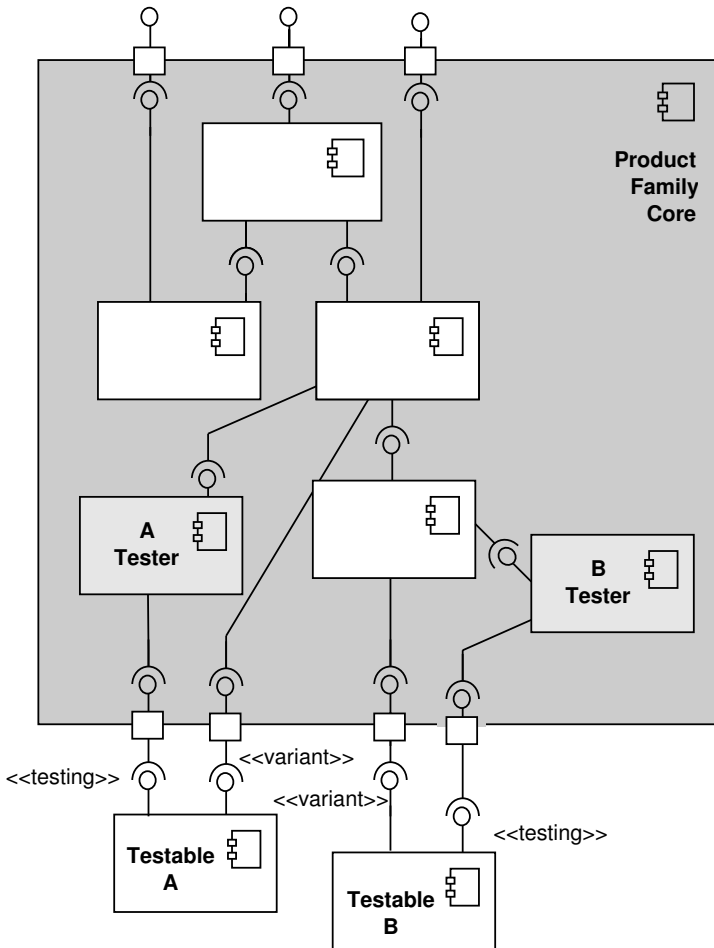 Product
Family
Core
A
Tester
B
Tester
<<testing>>
<<variant>>
<<variant>>
<<testing>>
Testable
A
Testable
B